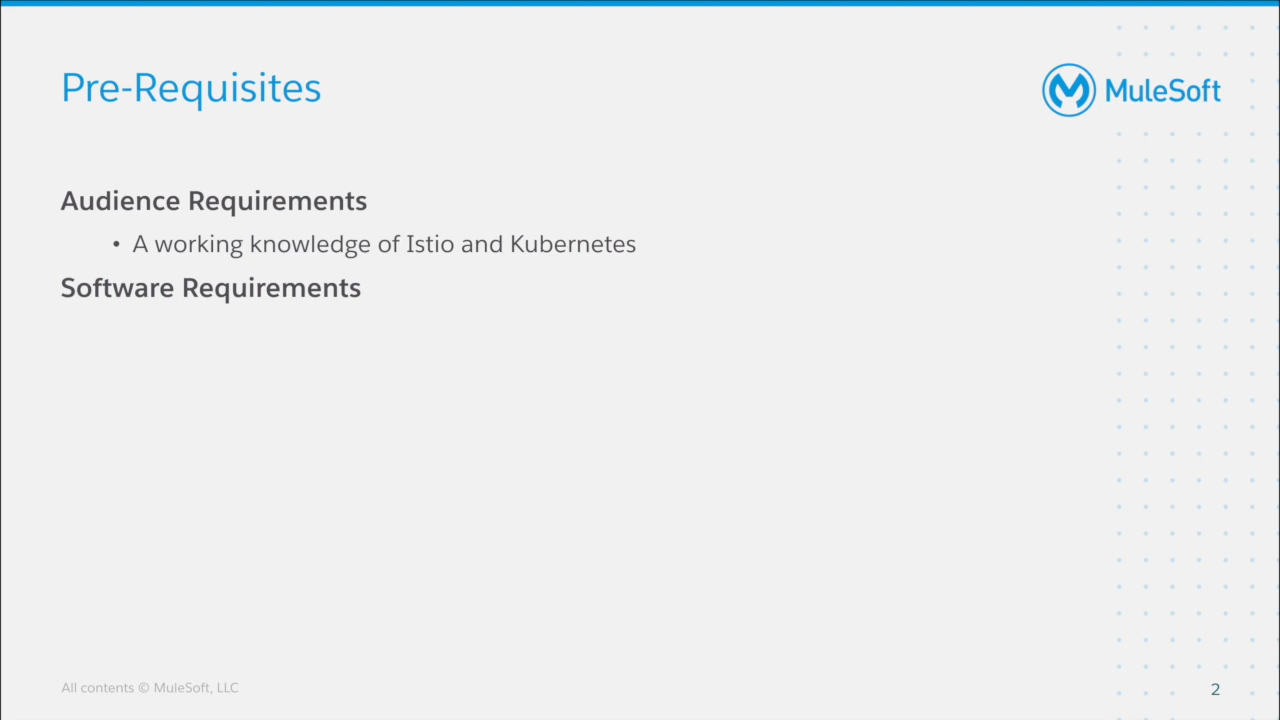 Pre-Requisites
MuleSoft
Audience Requirements
• A working knowledge of Istio and Kubernetes
Software Requirements
All contents © MuleSoft, LLC
2